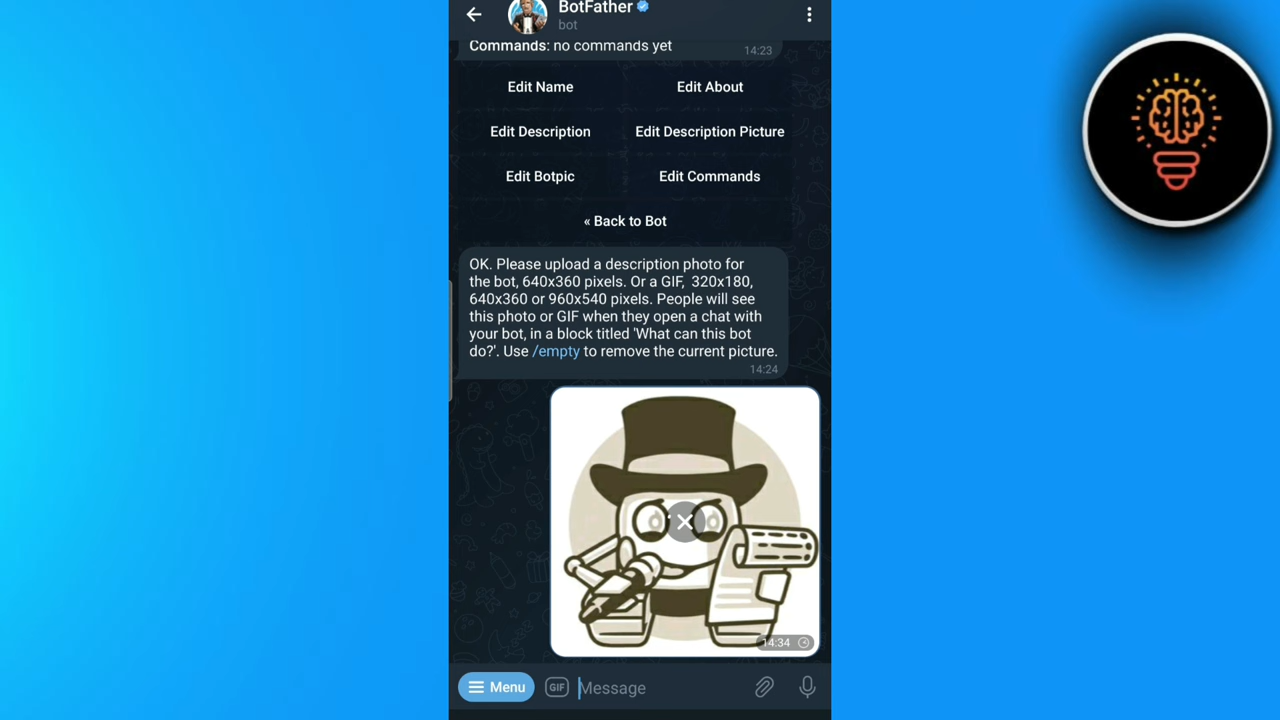 BotFather
bot
Commands: no commands yet
14:23
Edit Name
Edit About
Edit Description
Edit Description Picture
Edit Botpic
Edit Commands
« Back to Bot
OK. Please upload a description photo for
the bot, 640x360 pixels. Or a GIF, 320x180,
640x360 or 960x540 pixels. People will see
this photo or GIF when they open a chat with
your bot, in a block titled 'What can this bot
do?'. Use /empty to remove the current picture.
14:24
14:34
Menu
GIF
Message